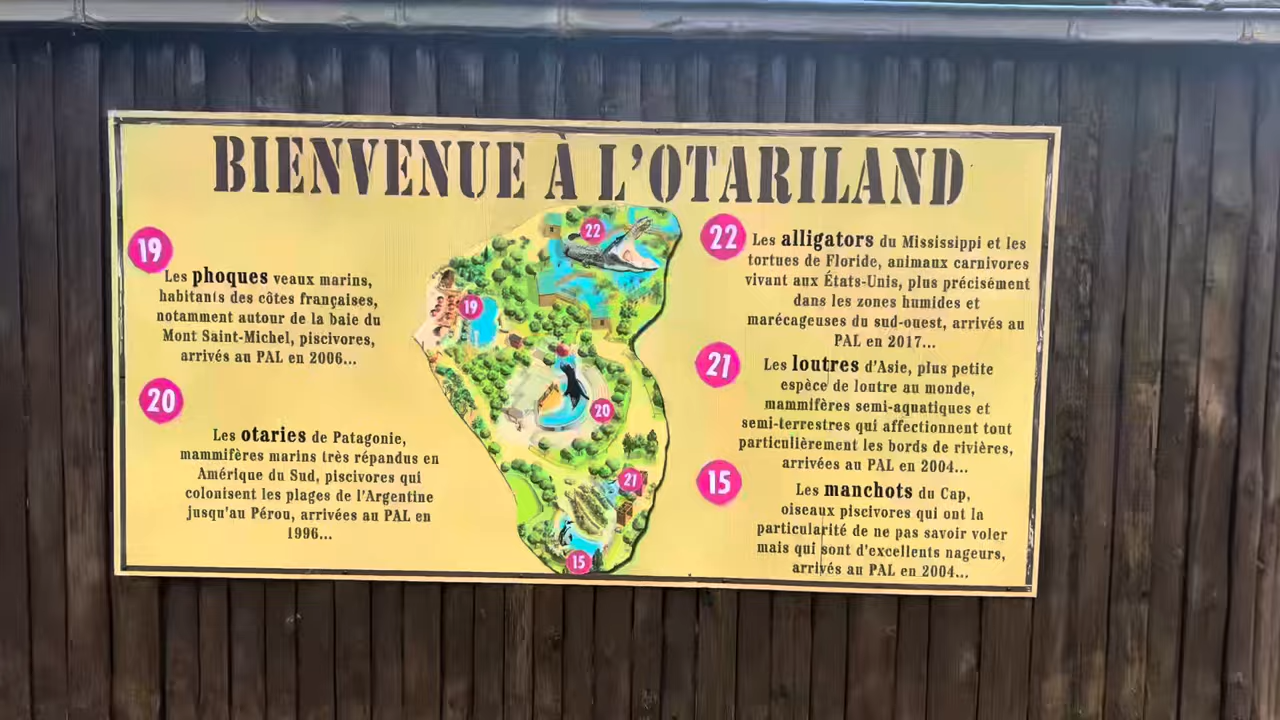 BIENVENUE À L'OTARILAND
19
Les phoques veaux marins,
habitants des côtes françaises,
notamment autour de la baie du
Mont Saint-Michel, piscivores,
arrivés au PAL en 2006...
20
Les otaries de Patagonie,
mammifères marins très répandus en
Amérique du Sud, piscivores qui
colonisent les plages de l'Argentine
jusqu'au Pérou, arrivées au PAL en
1996...
22
19
20
21
15
22
Les alligators du Mississippi et les
tortues de Floride, animaux carnivores
vivant aux États-Unis, plus précisément
dans les zones humides et
marécageuses du sud-ouest, arrivés au
PAL en 2017...
21
Les loutres d'Asie, plus petite
espèce de loutre au monde,
mammifères semi-aquatiques et
semi-terrestres qui affectionnent tout
particulièrement les bords de rivières,
arrivées au PAL en 2004...
15
Les manchots du Cap,
oiseaux piscivores qui ont la
particularité de ne pas savoir voler
mais qui sont d'excellents nageurs,
arrivés au PAL en 2004...